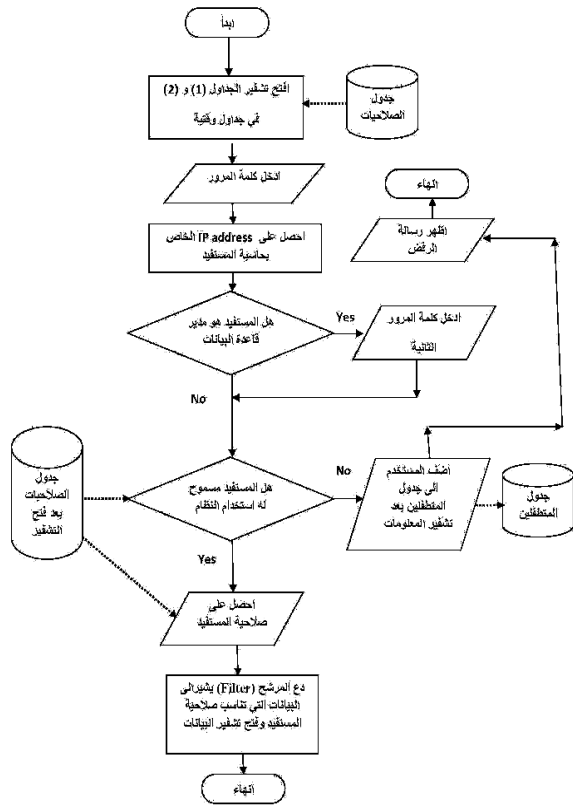 ابدأ
افتح تشفير الجداول (1) و (2)
في جداول وقتية
جدول
الصلاحيات
ادخل كلمة المرور
انهاء
احصل على IP address الخاص
بحاسبة المستفيد
اظهر رسالة
الرفض
هل المستفيد هو مدير
قاعدة البيانات
Yes
ادخل كلمة المرور
الثانية
No
جدول
الصلاحيات
بعد فتح
التشفير
هل المستفيد مسموح
له استخدام النظام
No
أضف المستخدم
الى جدول
المتطفلين بعد
تشفير المعلومات
جدول
المتطفلين
Yes
احصل على
صلاحية المستفيد
دع المرشح (Filter) يشير الى
البيانات التي تناسب صلاحية
المستفيد وفتح تشفير البيانات
إنهاء